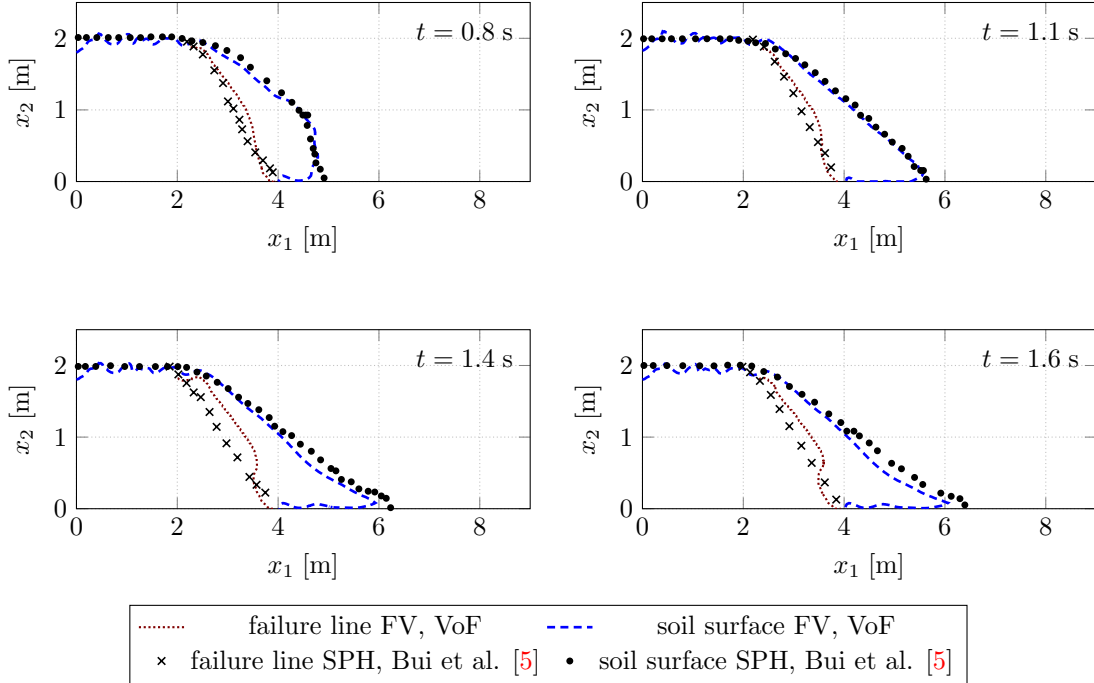 t = 0.8 s
x₂ [m]
2
1
0
0 2 4 6 8
x₁ [m]
t = 1.1 s
x₂ [m]
2
1
0
0 2 4 6 8
x₁ [m]
t = 1.4 s
x₂ [m]
2
1
0
0 2 4 6 8
x₁ [m]
t = 1.6 s
x₂ [m]
2
1
0
0 2 4 6 8
x₁ [m]
failure line FV, VoF
soil surface FV, VoF
failure line SPH, Bui et al. [5]
soil surface SPH, Bui et al. [5]